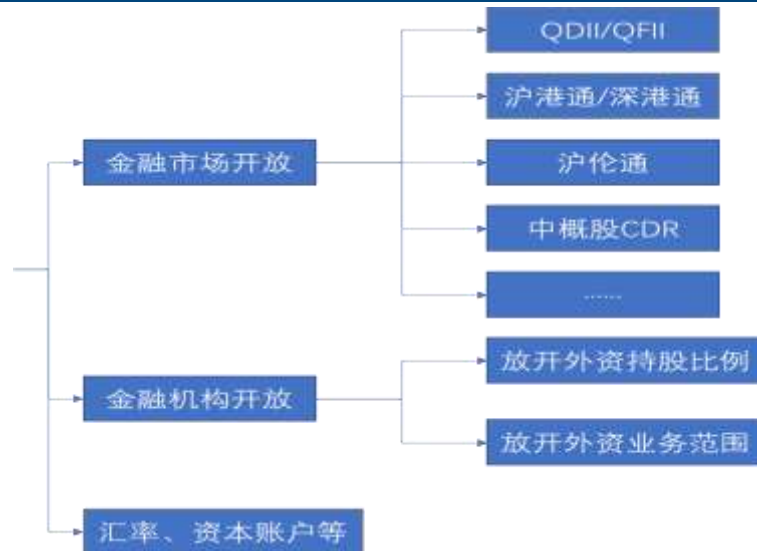 QDII/QFII
沪港通/深港通
金融市场开放
沪伦通
中概股CDR
......
放开外资持股比例
金融机构开放
放开外资业务范围
汇率、资本账户等